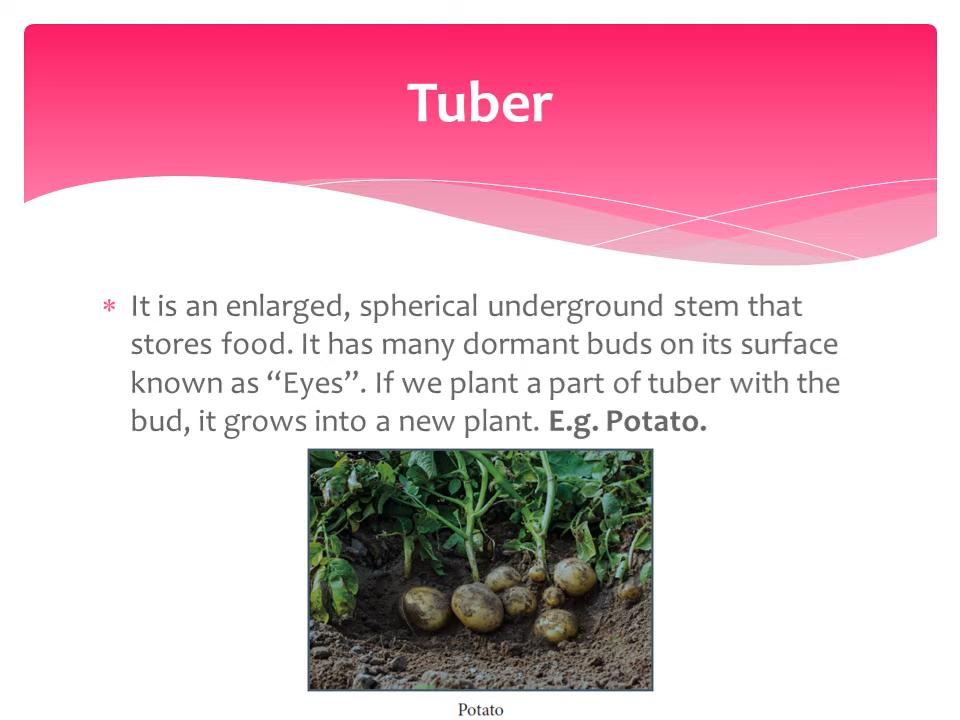 Tuber
* It is an enlarged, spherical underground stem that
stores food. It has many dormant buds on its surface
known as “Eyes”. If we plant a part of tuber with the
bud, it grows into a new plant. E.g. Potato.
Potato